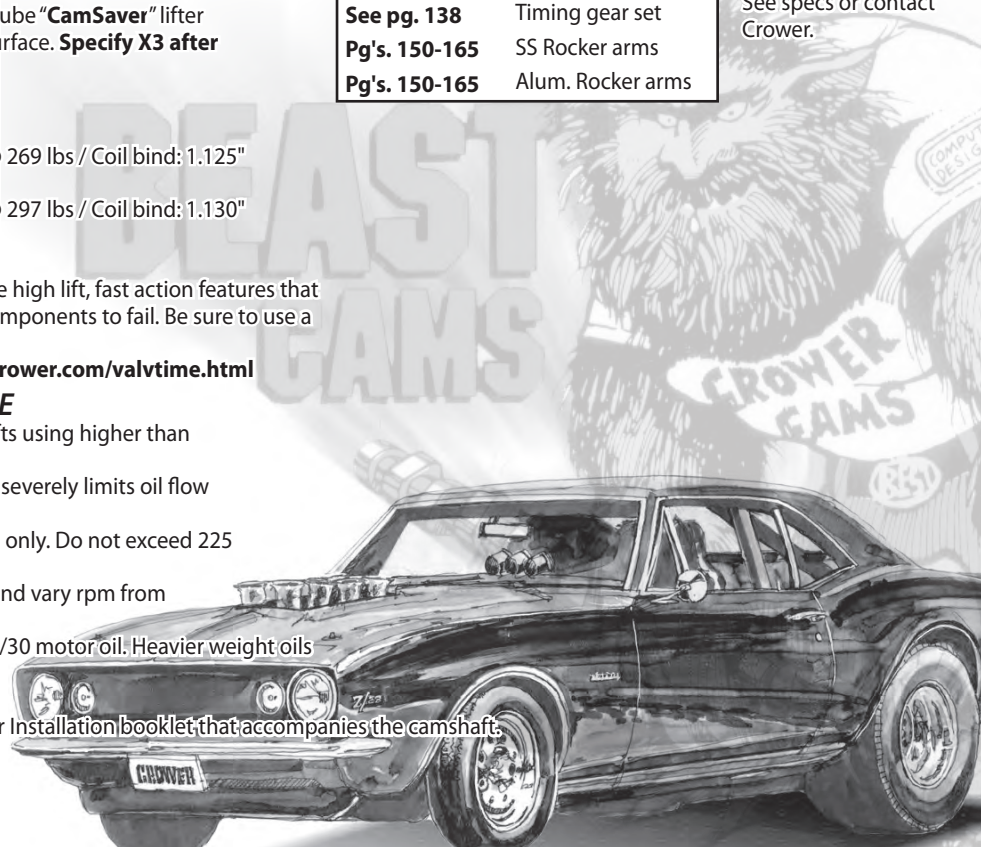 ube “CamSaver” lifter
urface. Specify X3 after
269 lbs / Coil bind: 1.125"
297 lbs / Coil bind: 1.130"
e high lift, fast action features that
mponents to fail. Be sure to use a
rower.com/valvtime.html
E
fts using higher than
severely limits oil flow
only. Do not exceed 225
nd vary rpm from
/30 motor oil. Heavier weight oils
r Installation booklet that accompanies the camshaft.
See pg. 138 Timing gear set
Pg's. 150-165 SS Rocker arms
Pg's. 150-165 Alum. Rocker arms
See specs or contact
Crower.
BEAST
CAMS
CROWER
CAMS
Z/28
CROWER